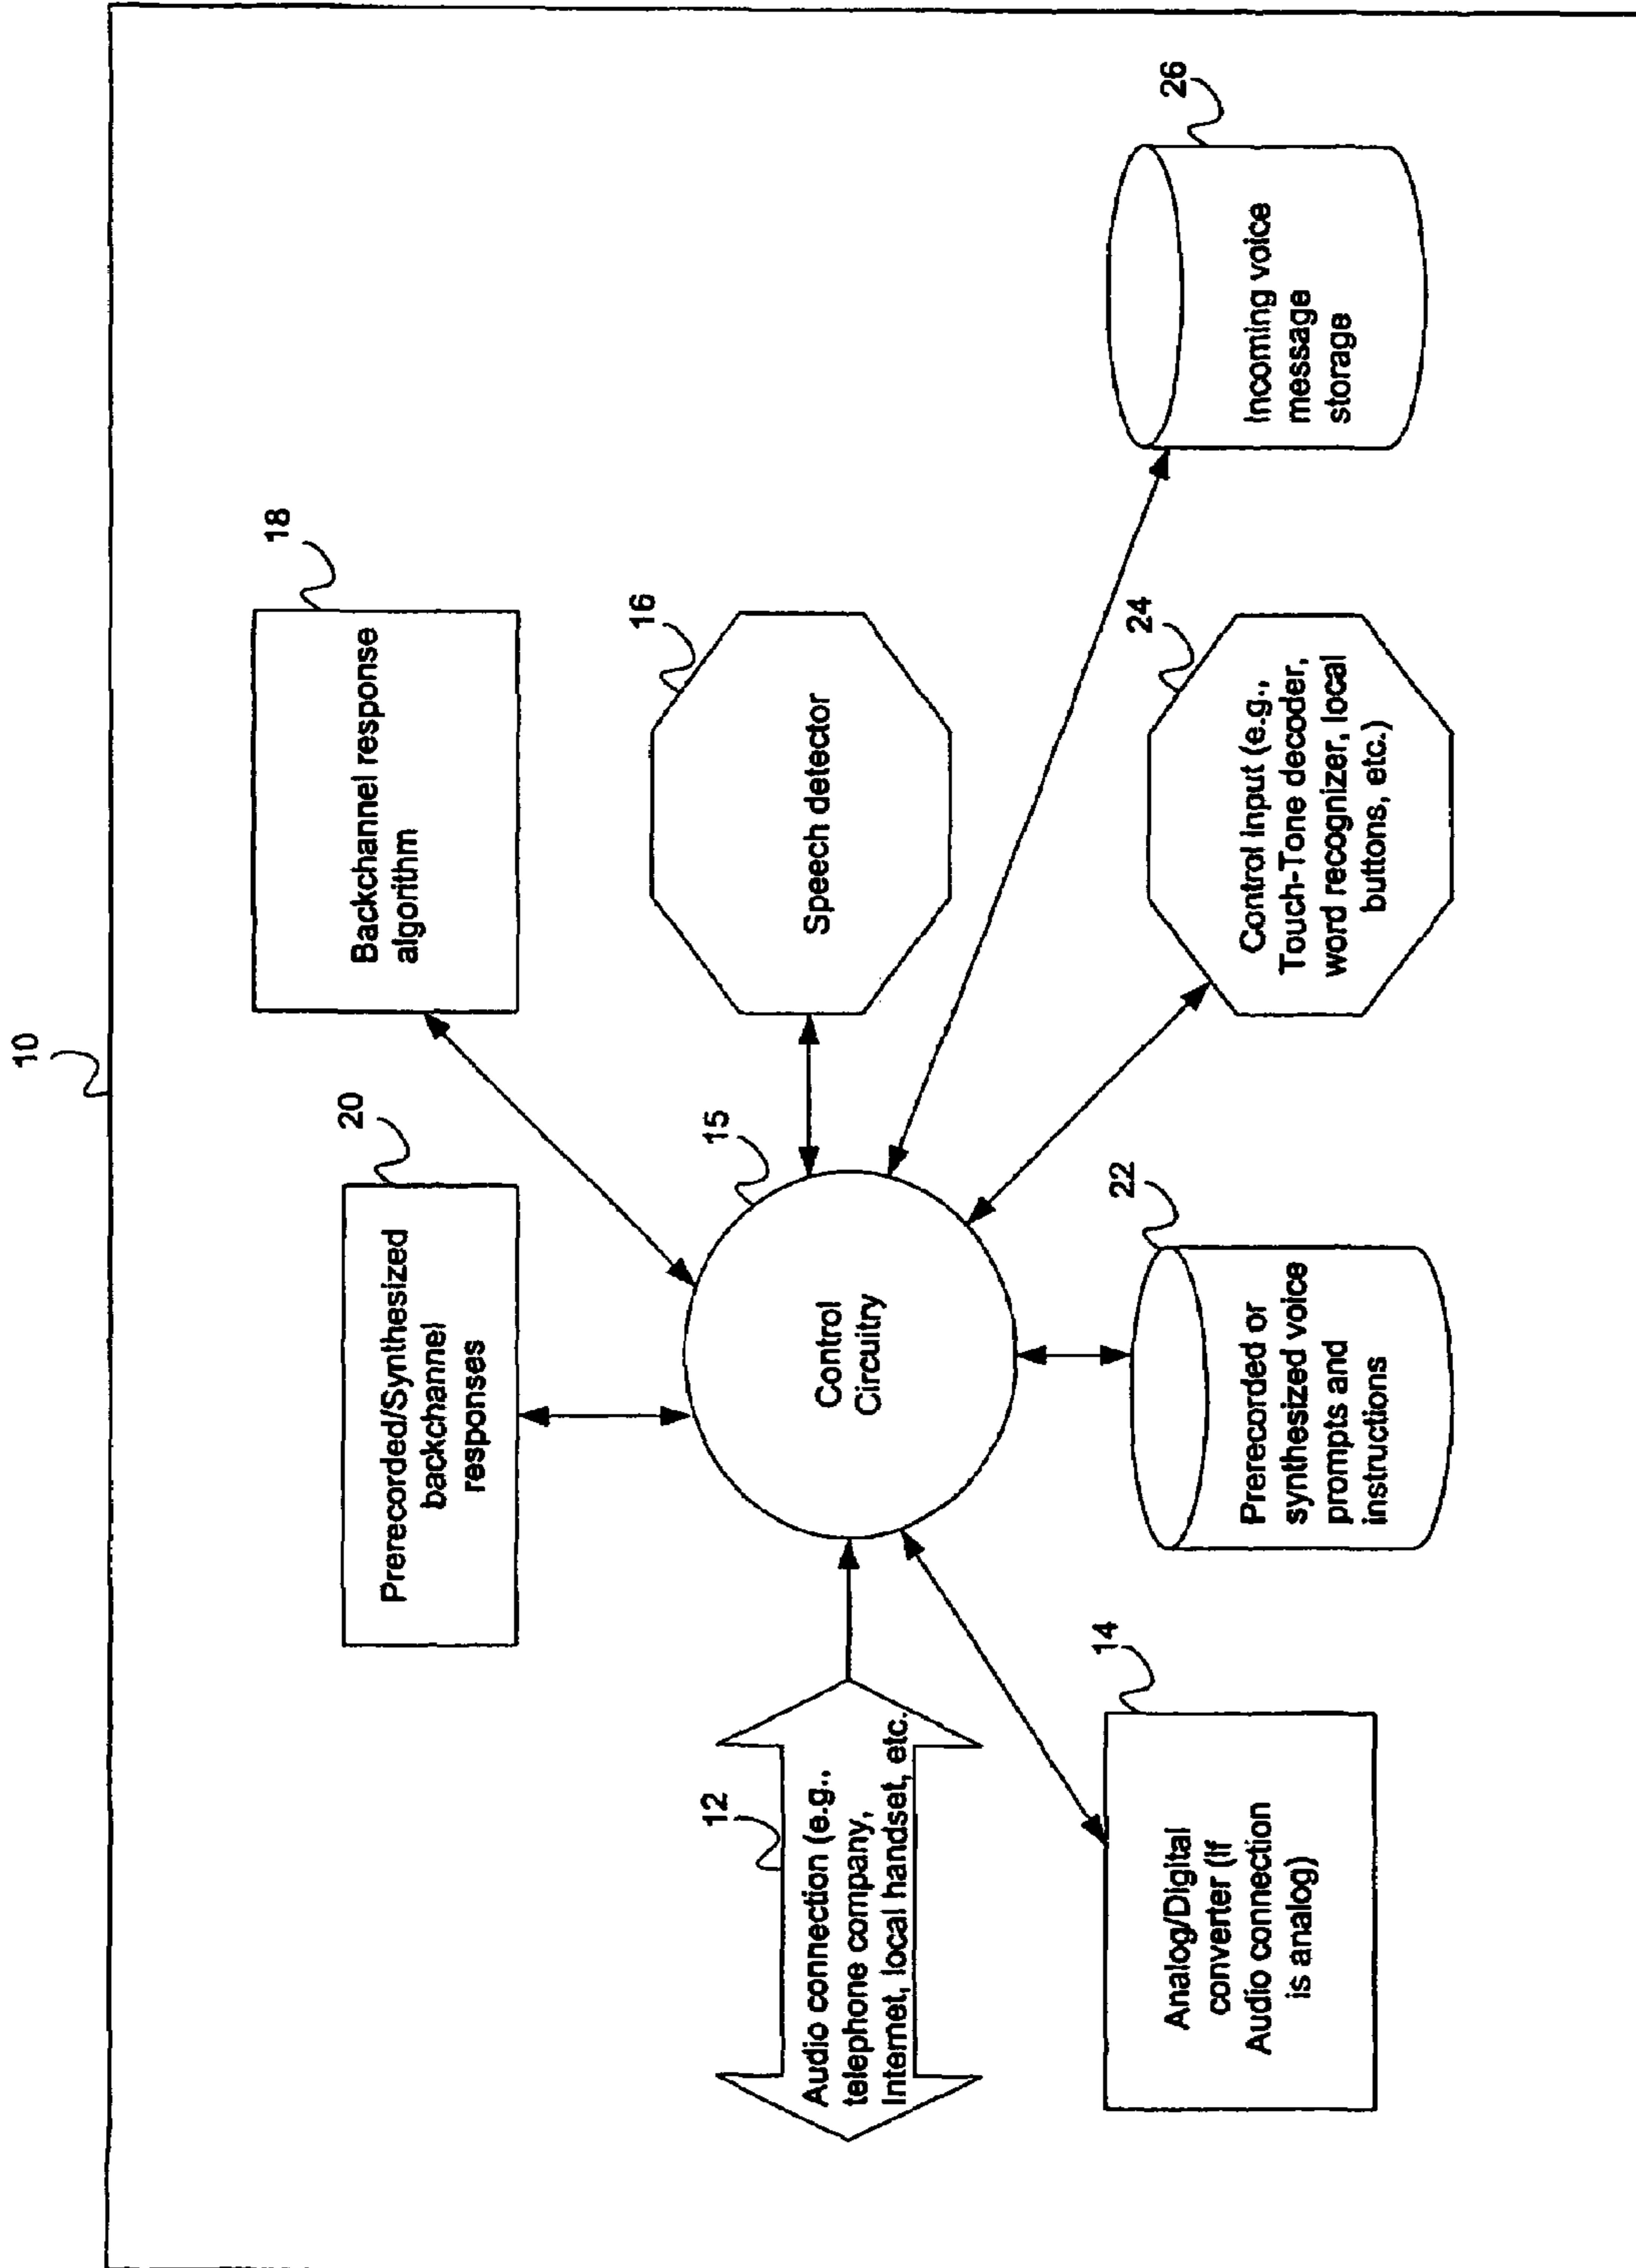 10
20
Prerecorded/Synthesized
backchannel
responses
18
Backchannel response
algorithm
12
Audio connection (e.g.,
telephone company,
Internet, local handset, etc.
15
Control
Circuitry
16
Speech detector
14
Analog/Digital
converter (if
Audio connection
is analog)
22
Prerecorded or
synthesized voice
prompts and
instructions
24
Control input (e.g.,
Touch-Tone decoder,
word recognizer, local
buttons, etc.)
26
Incoming voice
message
storage